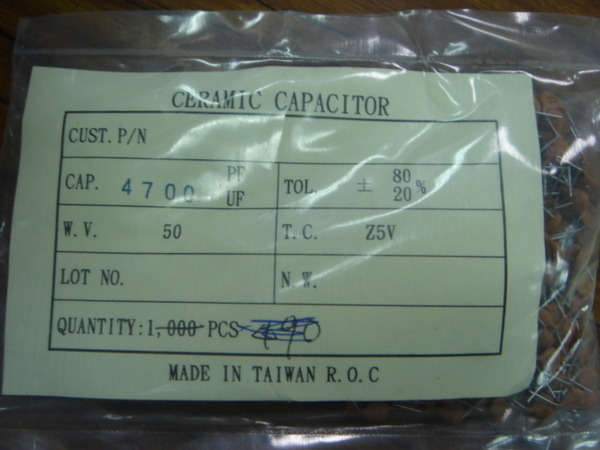 CERAMIC CAPACITOR
CUST. P/N
CAP. 4700 PF UF TOL. ± 80 20 %
W.V. 50 T.C. Z5V
LOT NO. N.W.
QUANTITY: 1,000 PCS
MADE IN TAIWAN R.O.C